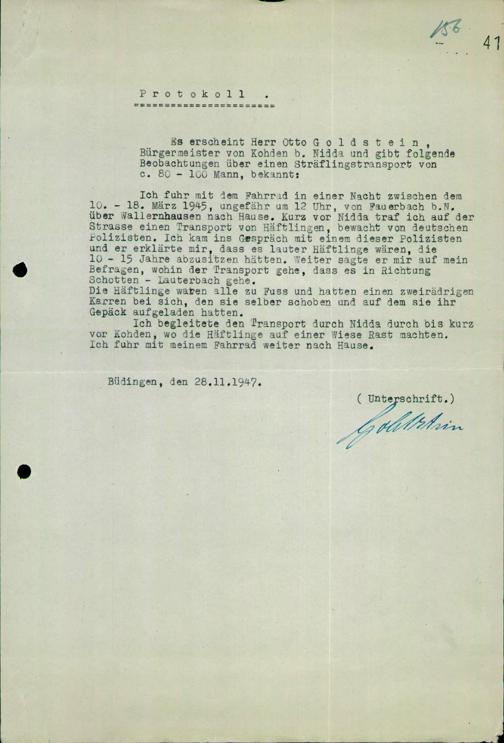 156
41
P r o t o k o l l .
=======================
Es erscheint Herr Otto G o l d s t e i n ,
Bürgermeister von Kohden b. Nidda und gibt folgende
Beobachtungen über einen Sträflingstransport von
c. 80 - 100 Mann, bekannt:
Ich fuhr mit dem Fahrrad in einer Nacht zwischen dem
10. - 18. März 1945, ungefähr um 12 Uhr, von Fauerbach b.N.
über Wallernhausen nach Hause. Kurz vor Nidda traf ich auf der
Strasse einen Transport von Häftlingen, bewacht von deutschen
Polizisten. Ich kam ins Gespräch mit einem dieser Polizisten
und er erklärte mir, dass es lauter Häftlinge wären, die
10 - 15 Jahre abzusitzen hätten. Weiter sagte er mir auf mein
Befragen, wohin der Transport gehe, dass es in Richtung
Schotten - Lauterbach gehe.
Die Häftlinge waren alle zu Fuss und hatten einen zweirädrigen
Karren bei sich, den sie selber schoben und auf dem sie ihr
Gepäck aufgeladen hatten.
Ich begleitete den Transport durch Nidda durch bis kurz
vor Kohden, wo die Häftlinge auf einer Wiese Rast machten.
Ich fuhr mit meinem Fahrrad weiter nach Hause.
Büdingen, den 28.11.1947.
( Unterschrift.)
Goldstein